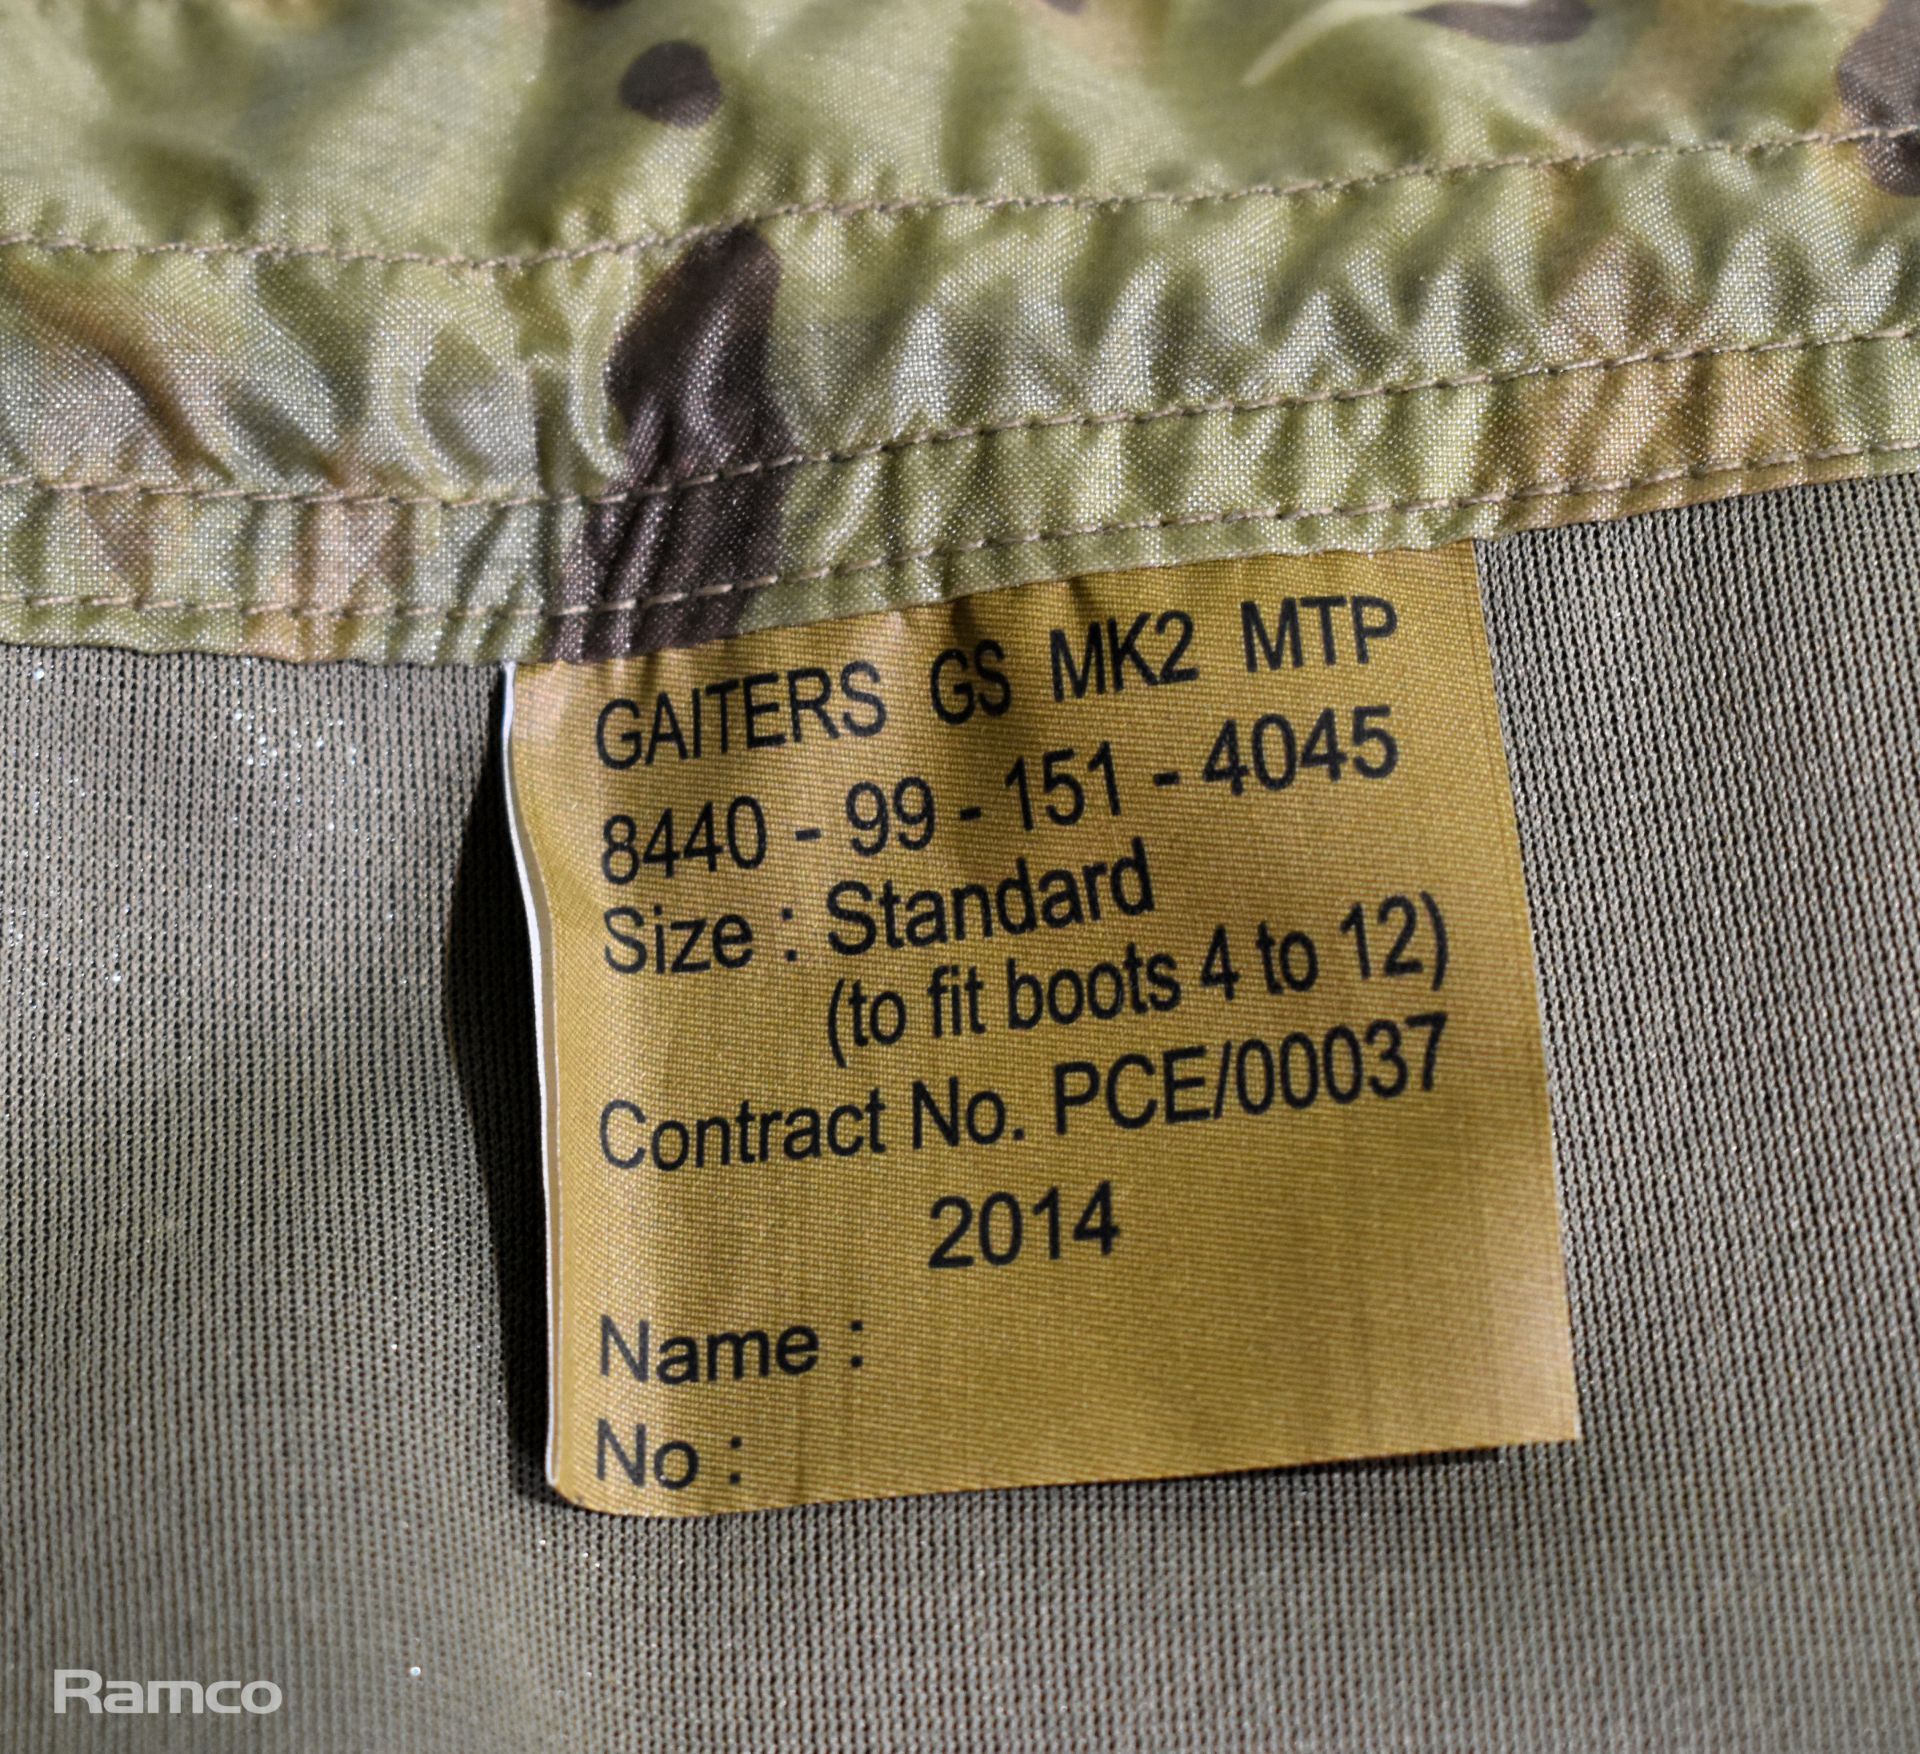 GAITERS GS MK2 MTP
8440 - 99 - 151 - 4045
Size : Standard
(to fit boots 4 to 12)
Contract No. PCE/00037
2014
Name :
No :
Ramco